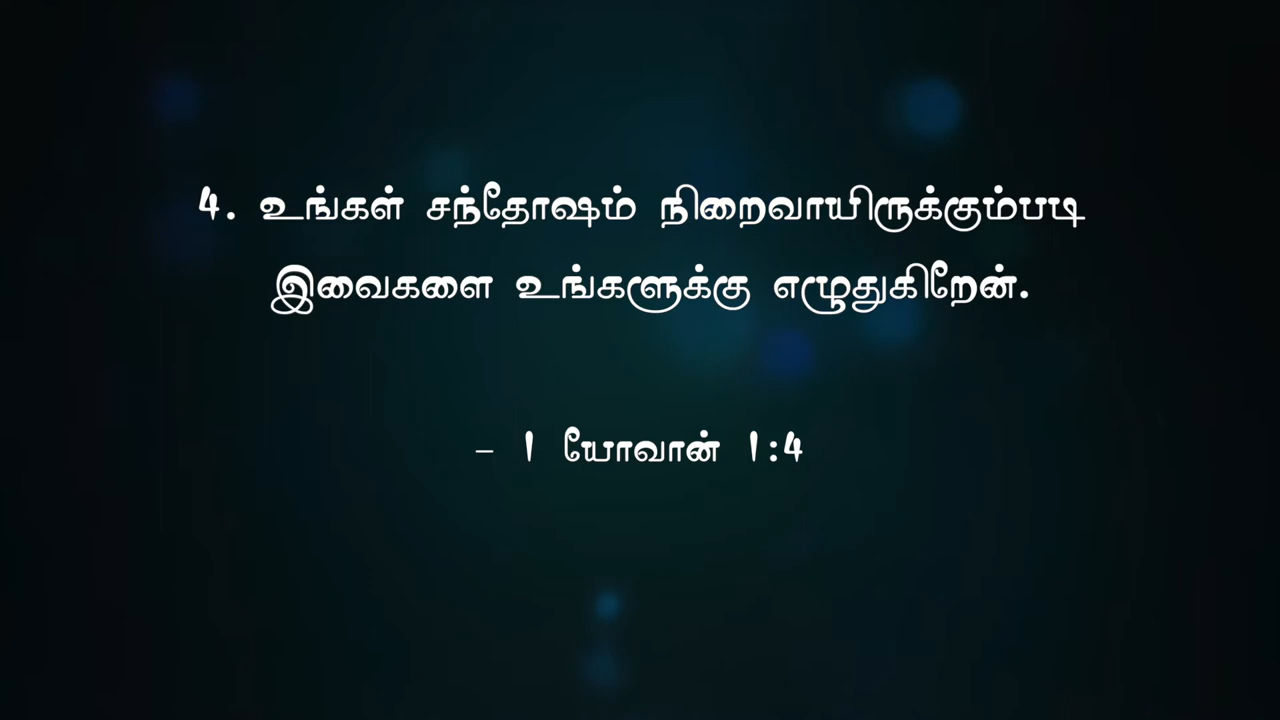 4. உங்கள் சந்தோஷம் நிறைவாயிருக்கும்படி
இவைகளை உங்களுக்கு எழுதுகிறேன்.
– 1 யோவான் 1:4